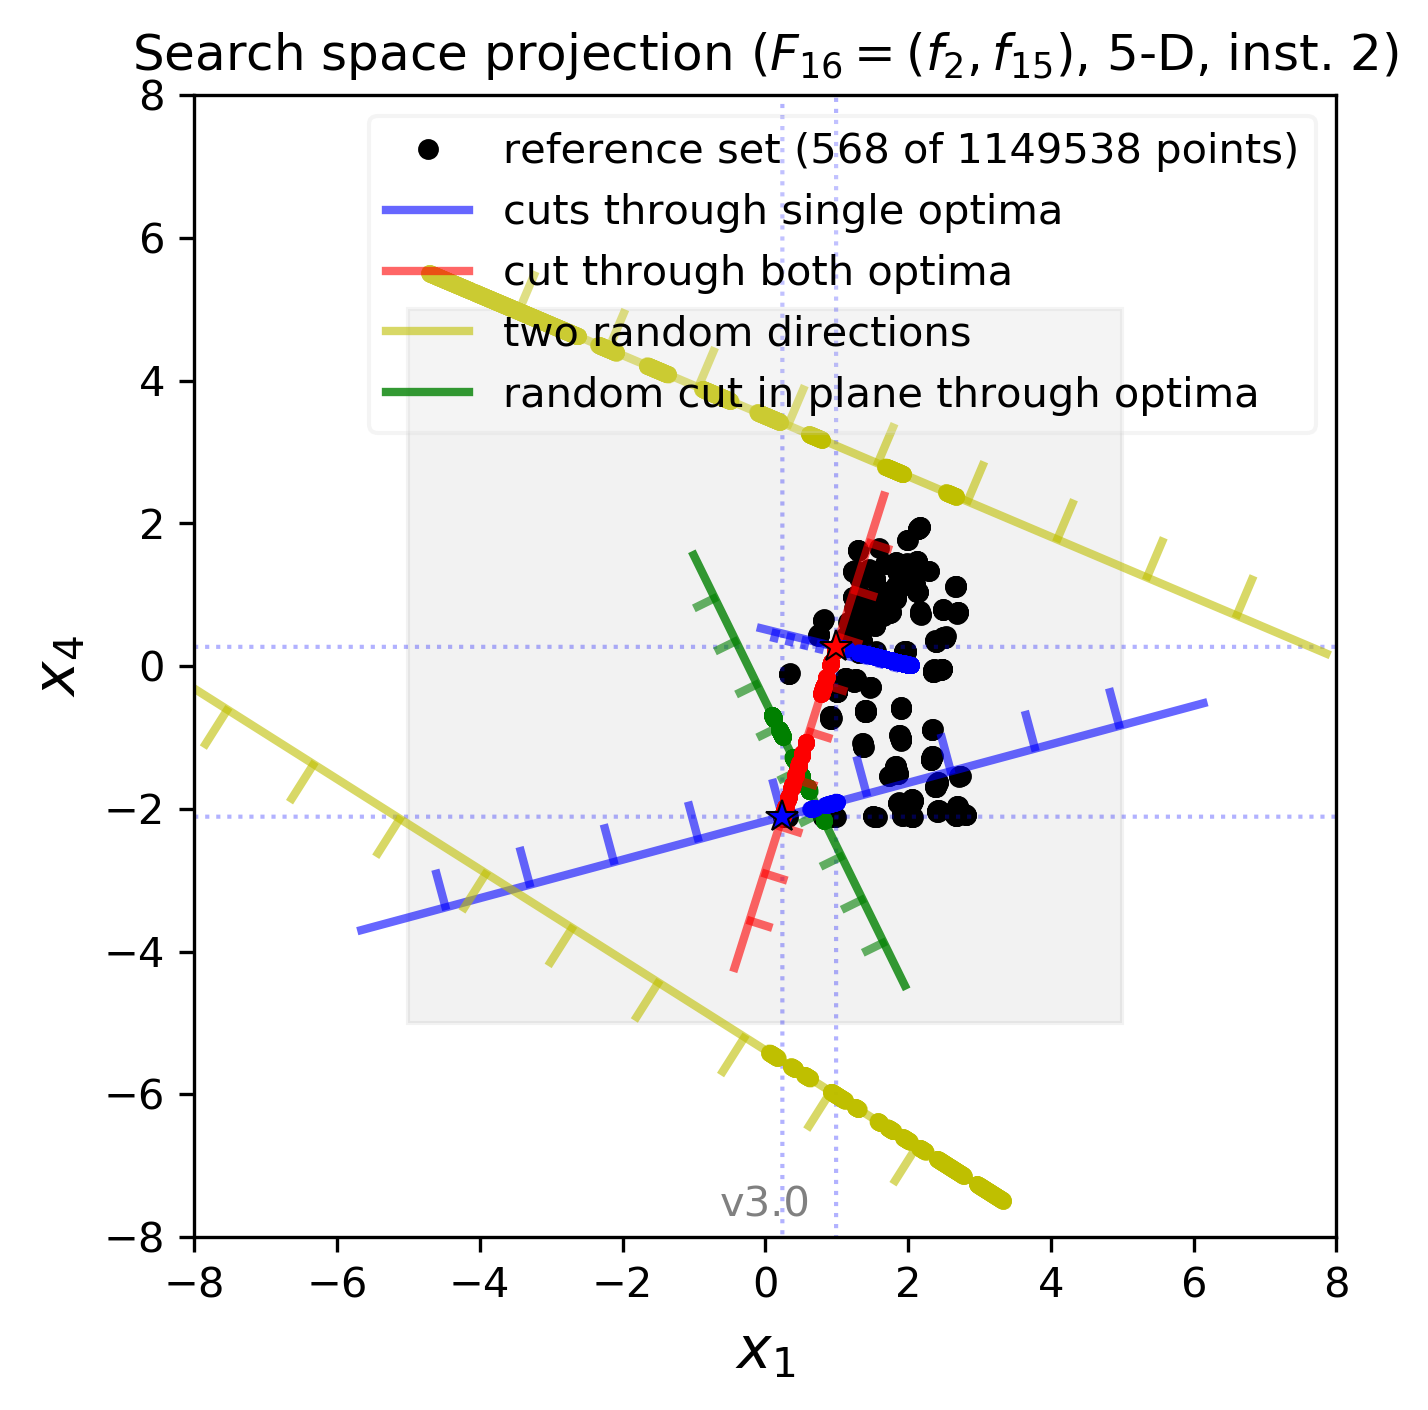 Search space projection (F16 = (f2, f15), 5-D, inst. 2)
reference set (568 of 1149538 points)
cuts through single optima
cut through both optima
two random directions
random cut in plane through optima
8
6
4
2
0
−2
−4
−6
−8
x4
v3.0
−8 −6 −4 −2 0 2 4 6 8
x1